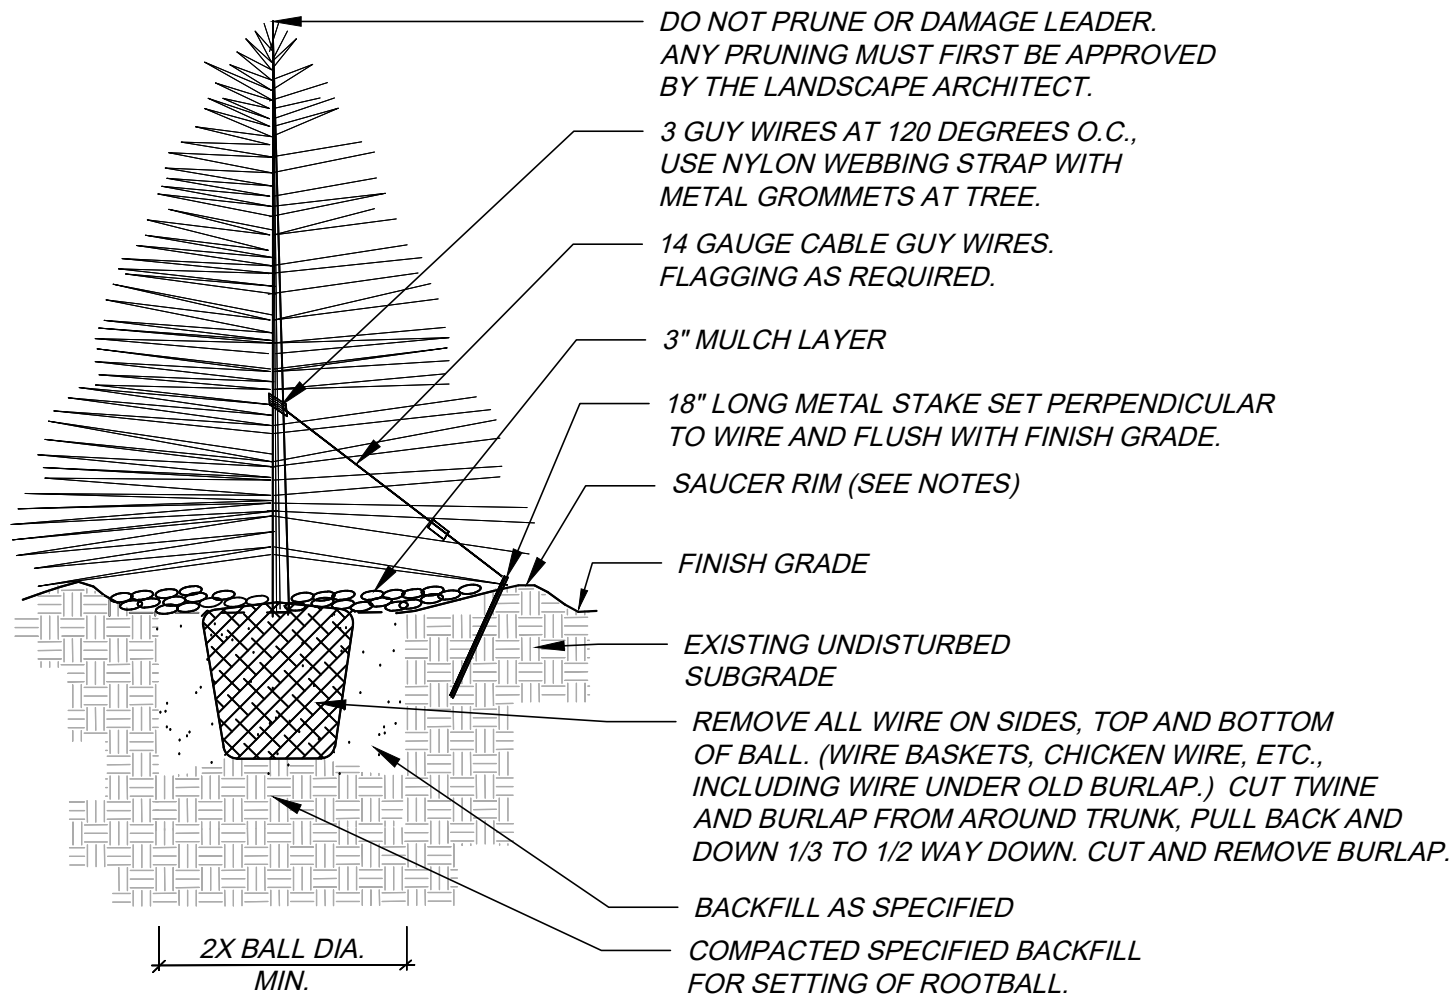 DO NOT PRUNE OR DAMAGE LEADER.
ANY PRUNING MUST FIRST BE APPROVED
BY THE LANDSCAPE ARCHITECT.
3 GUY WIRES AT 120 DEGREES O.C.,
USE NYLON WEBBING STRAP WITH
METAL GROMMETS AT TREE.
14 GAUGE CABLE GUY WIRES.
FLAGGING AS REQUIRED.
3" MULCH LAYER
18" LONG METAL STAKE SET PERPENDICULAR
TO WIRE AND FLUSH WITH FINISH GRADE.
SAUCER RIM (SEE NOTES)
FINISH GRADE
EXISTING UNDISTURBED
SUBGRADE
REMOVE ALL WIRE ON SIDES, TOP AND BOTTOM
OF BALL. (WIRE BASKETS, CHICKEN WIRE, ETC.,
INCLUDING WIRE UNDER OLD BURLAP.) CUT TWINE
AND BURLAP FROM AROUND TRUNK, PULL BACK AND
DOWN 1/3 TO 1/2 WAY DOWN. CUT AND REMOVE BURLAP.
BACKFILL AS SPECIFIED
COMPACTED SPECIFIED BACKFILL
FOR SETTING OF ROOTBALL.
2X BALL DIA.
MIN.